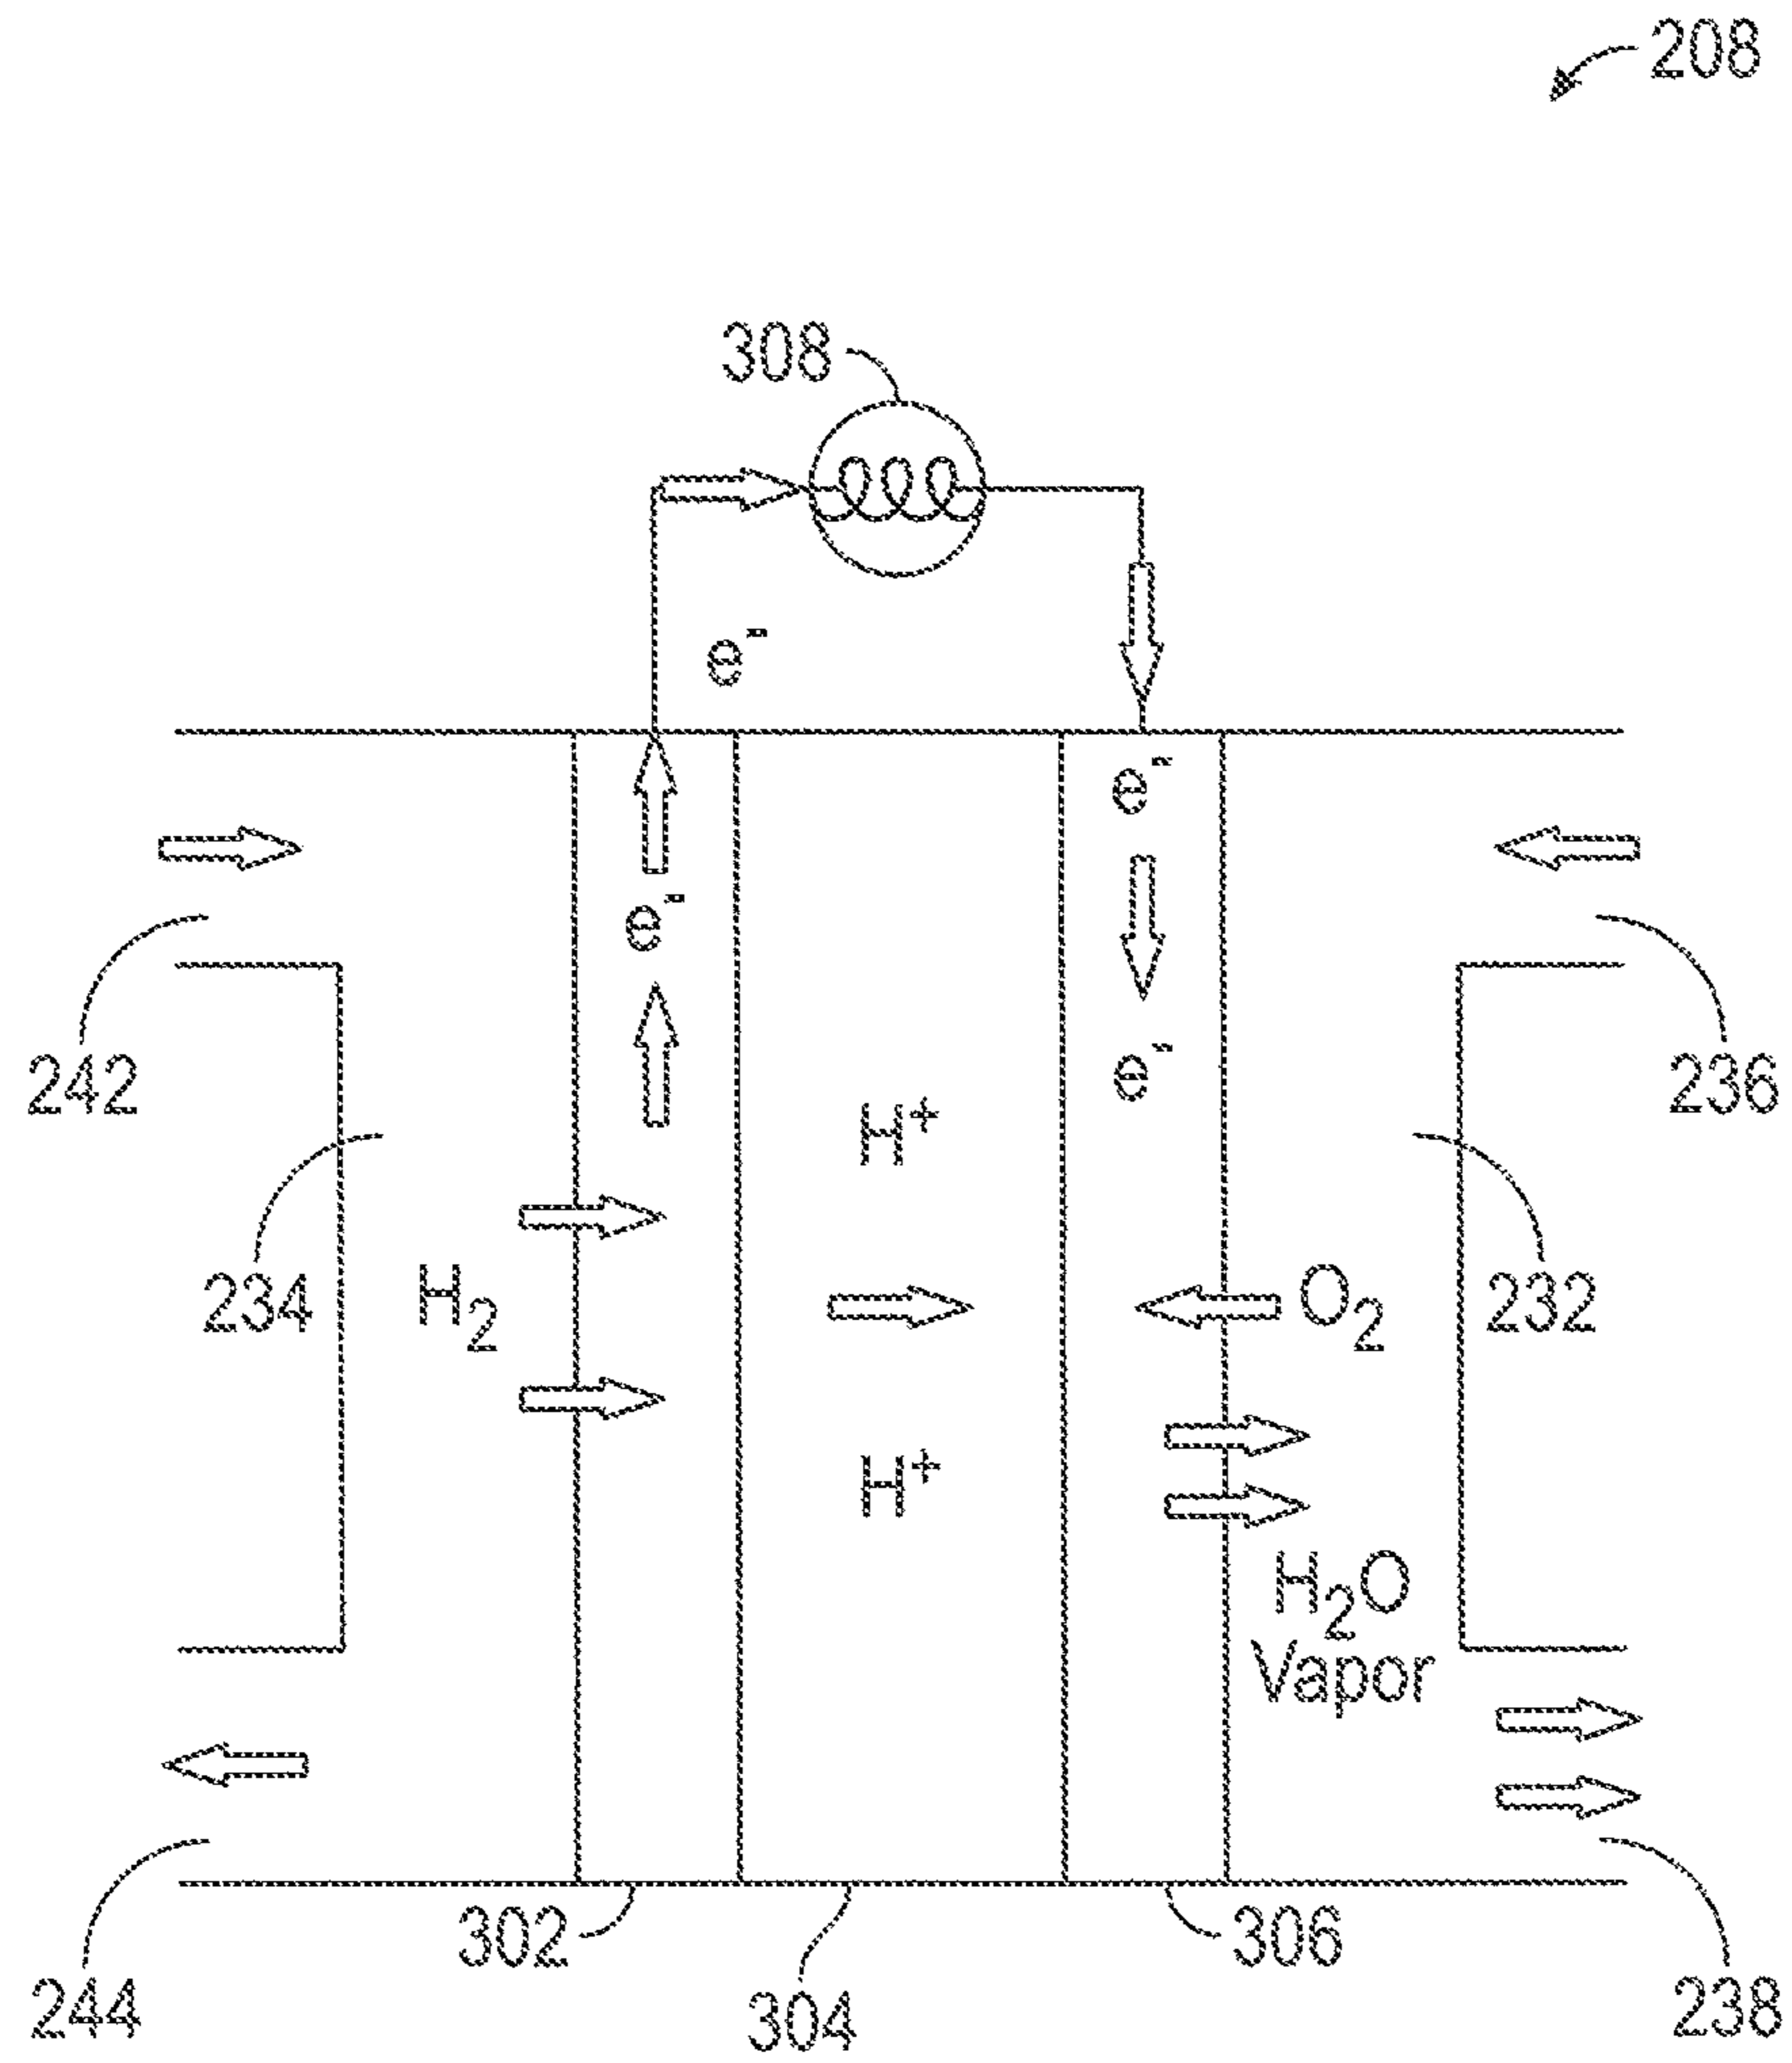 208
308
e⁻
e⁻
e⁻
242
236
e⁻
H⁺
234
H₂
O₂
232
H⁺
H₂O
Vapor
302
306
244
304
238